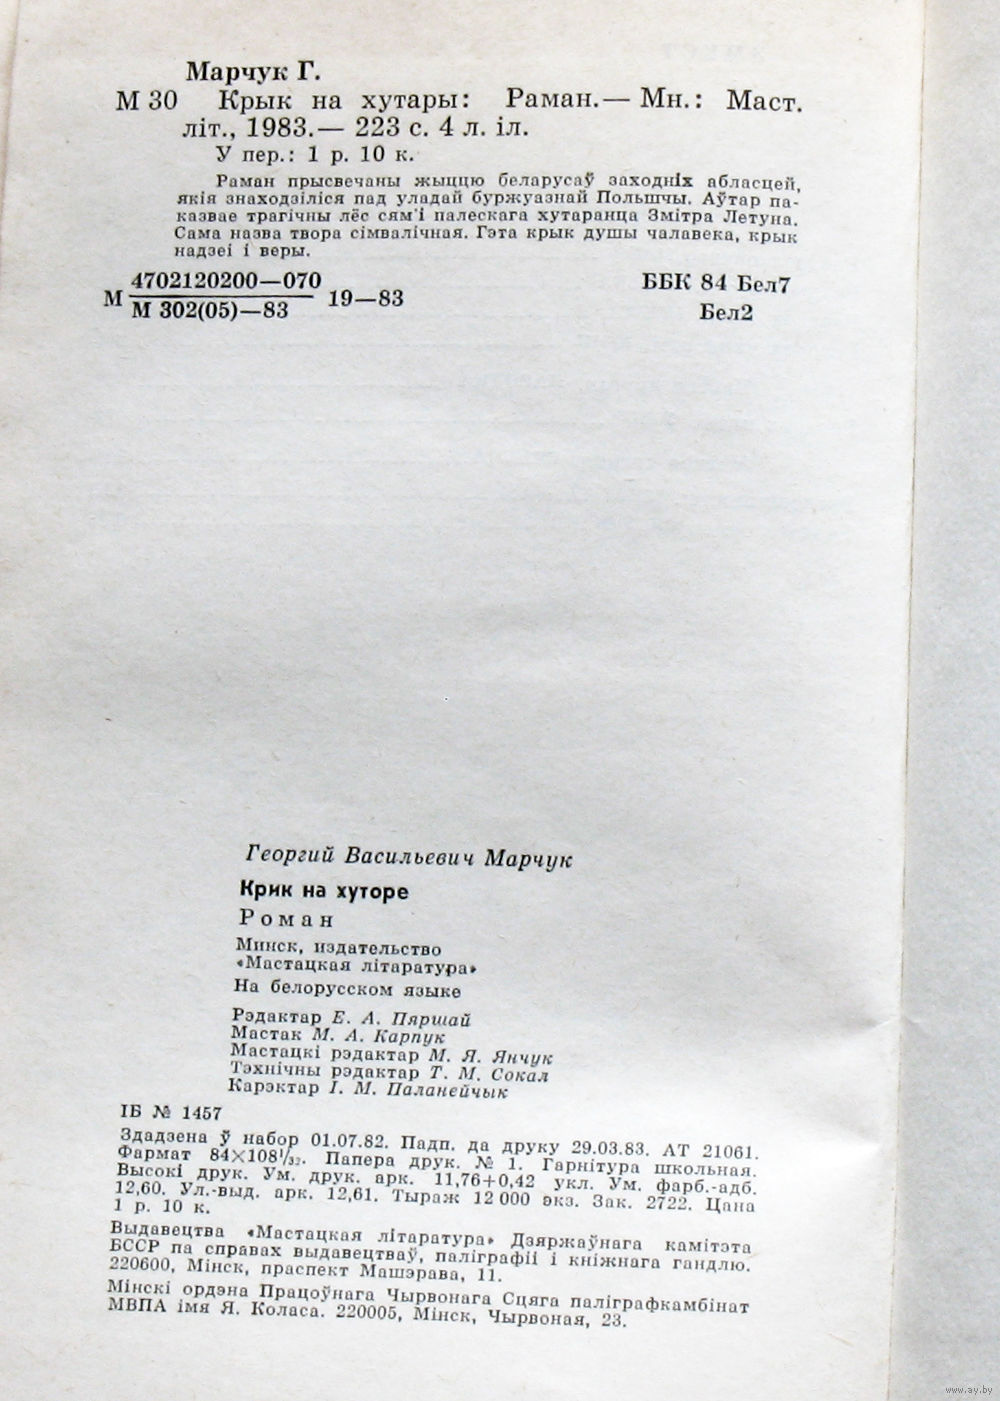 Марчук Г.
М 30 Крык на хутары: Раман.— Мн.: Маст.
літ., 1983.— 223 с. 4 л. іл.
У пер.: 1 р. 10 к.
Раман прысвечаны жыццю беларусаў заходніх абласцей,
якія знаходзіліся пад уладай буржуазнай Польшчы. Аўтар па-
казвае трагічны лёс сям'і палескага хутаранца Змітра Летуна.
Сама назва твора сімвалічная. Гэта крык душы чалавека, крык
надзеі і веры.
М 4702120200—070 / М 302(05)—83 19—83
ББК 84 Бел7
Бел2
Георгий Васильевич Марчук
Крик на хуторе
Роман
Минск, издательство
«Мастацкая літаратура»
На белорусском языке
Рэдактар Е. А. Пяршай
Мастак М. А. Карпук
Мастацкі рэдактар М. Я. Янчук
Тэхнічны рэдактар Т. М. Сокал
Карэктар І. М. Паланейчык
ІБ № 1457
Здадзена ў набор 01.07.82. Падп. да друку 29.03.83. АТ 21061.
Фармат 84×108¹/₃₂. Папера друк. № 1. Гарнітура школьная.
Высокі друк. Ум. друк. арк. 11,76+0,42 укл. Ум. фарб.-адб.
12,60. Ул.-выд. арк. 12,61. Тыраж 12 000 экз. Зак. 2722. Цана
1 р. 10 к.
Выдавецтва «Мастацкая літаратура» Дзяржаўнага камітэта
БССР па справах выдавецтваў, паліграфіі і кніжнага гандлю.
220600, Мінск, праспект Машэрава, 11.
Мінскі ордэна Працоўнага Чырвонага Сцяга паліграфкамбінат
МВПА імя Я. Коласа. 220005, Мінск, Чырвоная, 23.
www.ay.by